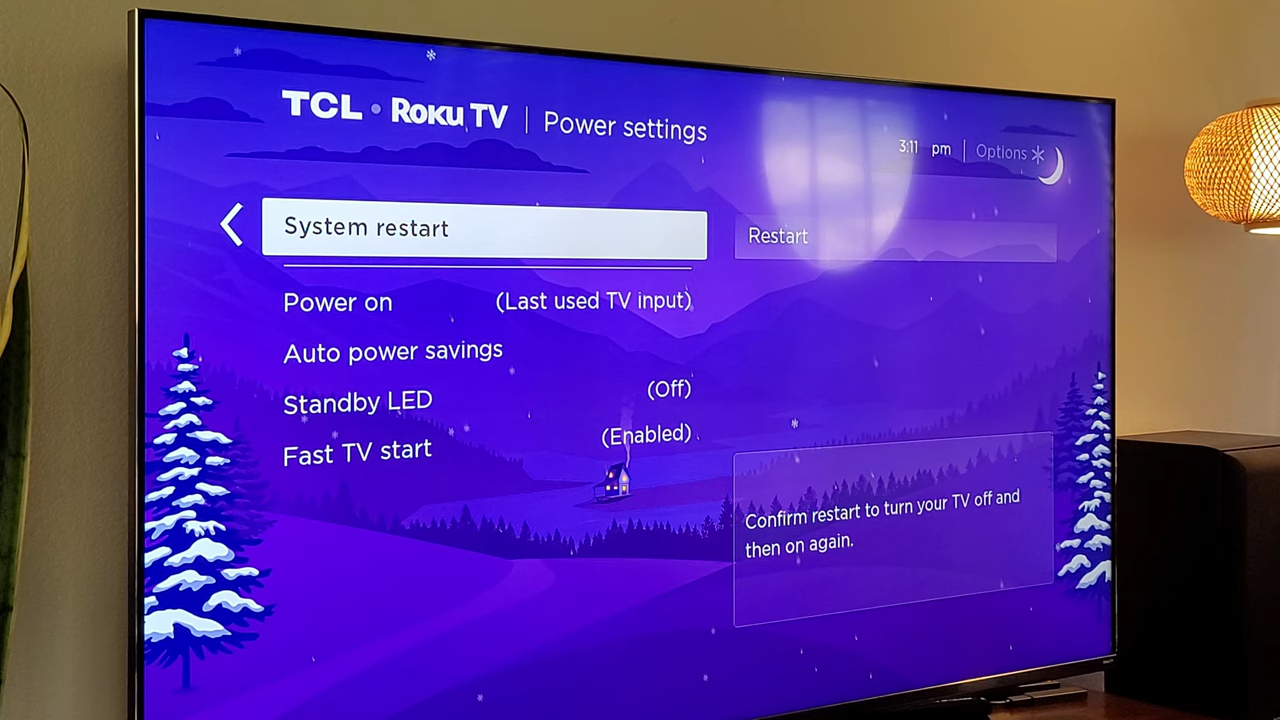 TCL • Roku TV | Power settings
3:11 pm | Options
System restart
Restart
Power on (Last used TV input)
Auto power savings
Standby LED (Off)
Fast TV start (Enabled)
Confirm restart to turn your TV off and
then on again.